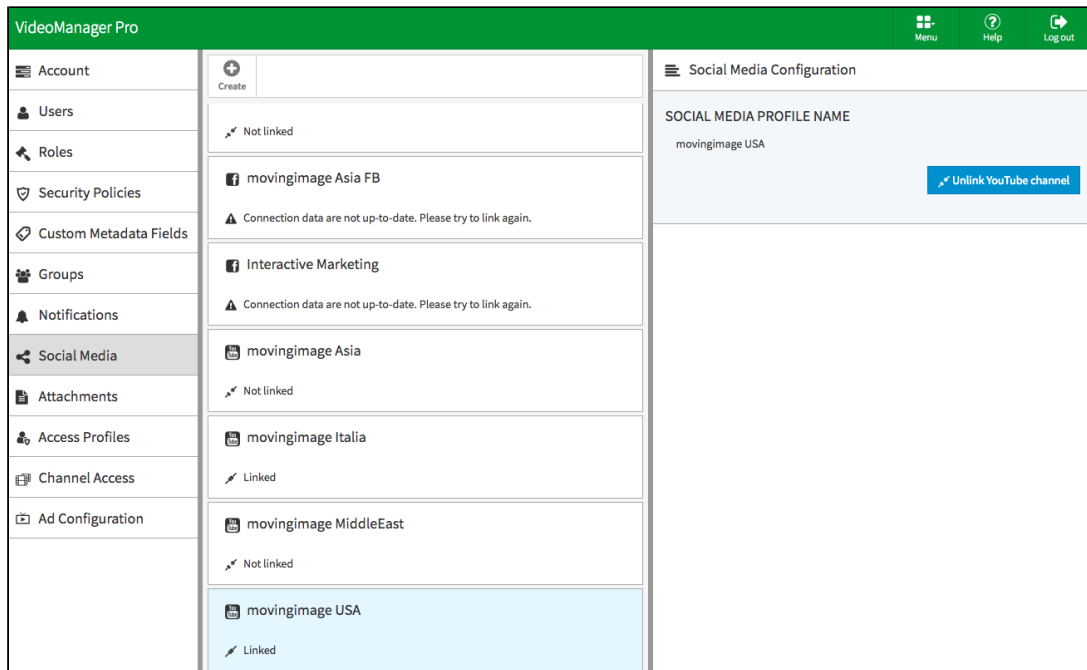 VideoManager Pro
Menu
Help
Log out
Account
Users
Roles
Security Policies
Custom Metadata Fields
Groups
Notifications
Social Media
Attachments
Access Profiles
Channel Access
Ad Configuration
Create
Not linked
movingimage Asia FB
Connection data are not up-to-date. Please try to link again.
Interactive Marketing
Connection data are not up-to-date. Please try to link again.
movingimage Asia
Not linked
movingimage Italia
Linked
movingimage MiddleEast
Not linked
movingimage USA
Linked
Social Media Configuration
SOCIAL MEDIA PROFILE NAME
movingimage USA
Unlink YouTube channel